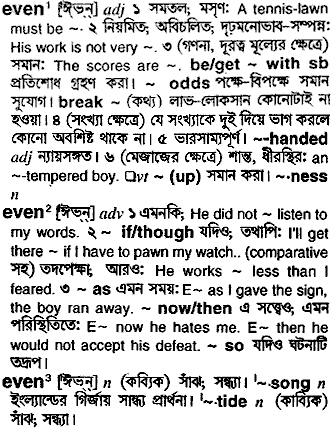 even¹ [ঈভ্‌ন্‌] adj ১ সমতল; মসৃণ: A tennis-lawn
must be ~. ২ নিয়মিত; অবিচলিত; দৃঢ়মনোভাব-সম্পন্ন:
His work is not very ~. ৩ (গণনা, দূরত্ব মূল্যের ক্ষেত্রে)
সমান: The scores are ~. be/get ~ with sb
প্রতিশোধ গ্রহণ করা। ~ odds পক্ষে-বিপক্ষে সমান
সুযোগ। break ~ (কথ্য) লাভ-লোকসান কোনোটাই না
হওয়া। ৪ (সংখ্যা ক্ষেত্রে) যে সংখ্যাকে দুই দিয়ে ভাগ করলে
কোনো অবশিষ্ট থাকে না। ৫ ভারসাম্যপূর্ণ। ~-handed
adj ন্যায়সঙ্গত। ৬ (মেজাজের ক্ষেত্রে) শান্ত, ধীরস্থির: an
~-tempered boy. □vt ~ (up) সমান করা। ~·ness
n
even² [ঈভ্‌ন্‌] adv ১ এমনকি; He did not ~ listen to
my words. ২ ~ if/though যদিও; তথাপি: I'll get
there ~ if I have to pawn my watch.. (comparative
সহ) তদপেক্ষা, আরও: He works ~ less than I
feared. ৩ ~ as এমন সময়: E~ as I gave the sign,
the boy ran away. ~ now/then এ সত্ত্বেও; এমন
পরিস্থিতিতে: E~ now he hates me. E~ then he
would not accept his defeat. ~ so যদিও ঘটনাটি
তদ্রূপ।
even³ [ঈভ্‌ন্‌] n (কাব্যিক) সাঁঝ; সন্ধ্যা। ˈ~·song n
ইংল্যান্ডের গির্জায় সান্ধ্য প্রার্থনা। ˈ~·tide n (কাব্যিক)
সাঁঝ; সন্ধ্যা।